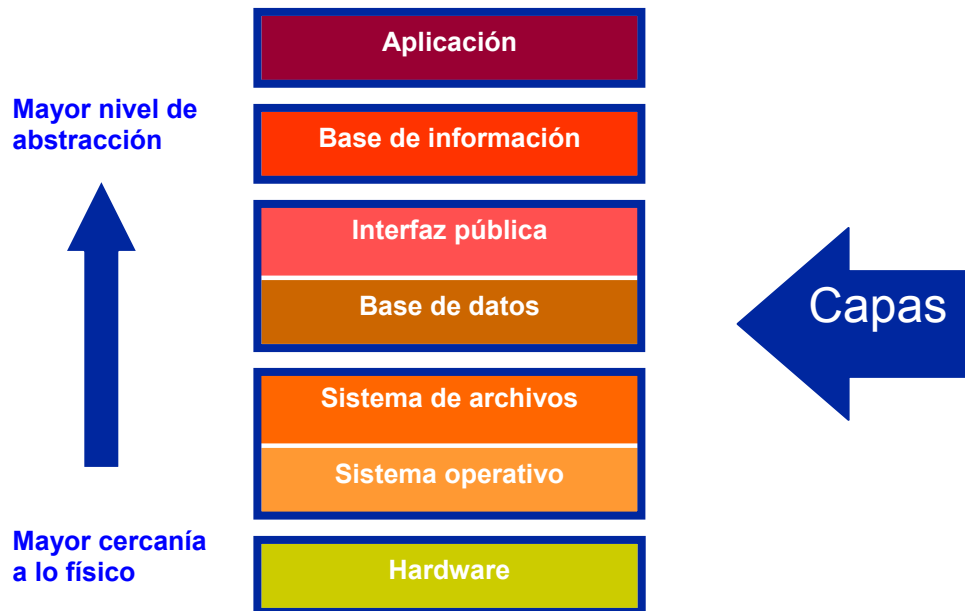 Aplicación
Mayor nivel de
abstracción
Base de información
Interfaz pública
Base de datos
Capas
Sistema de archivos
Sistema operativo
Mayor cercanía
a lo físico
Hardware